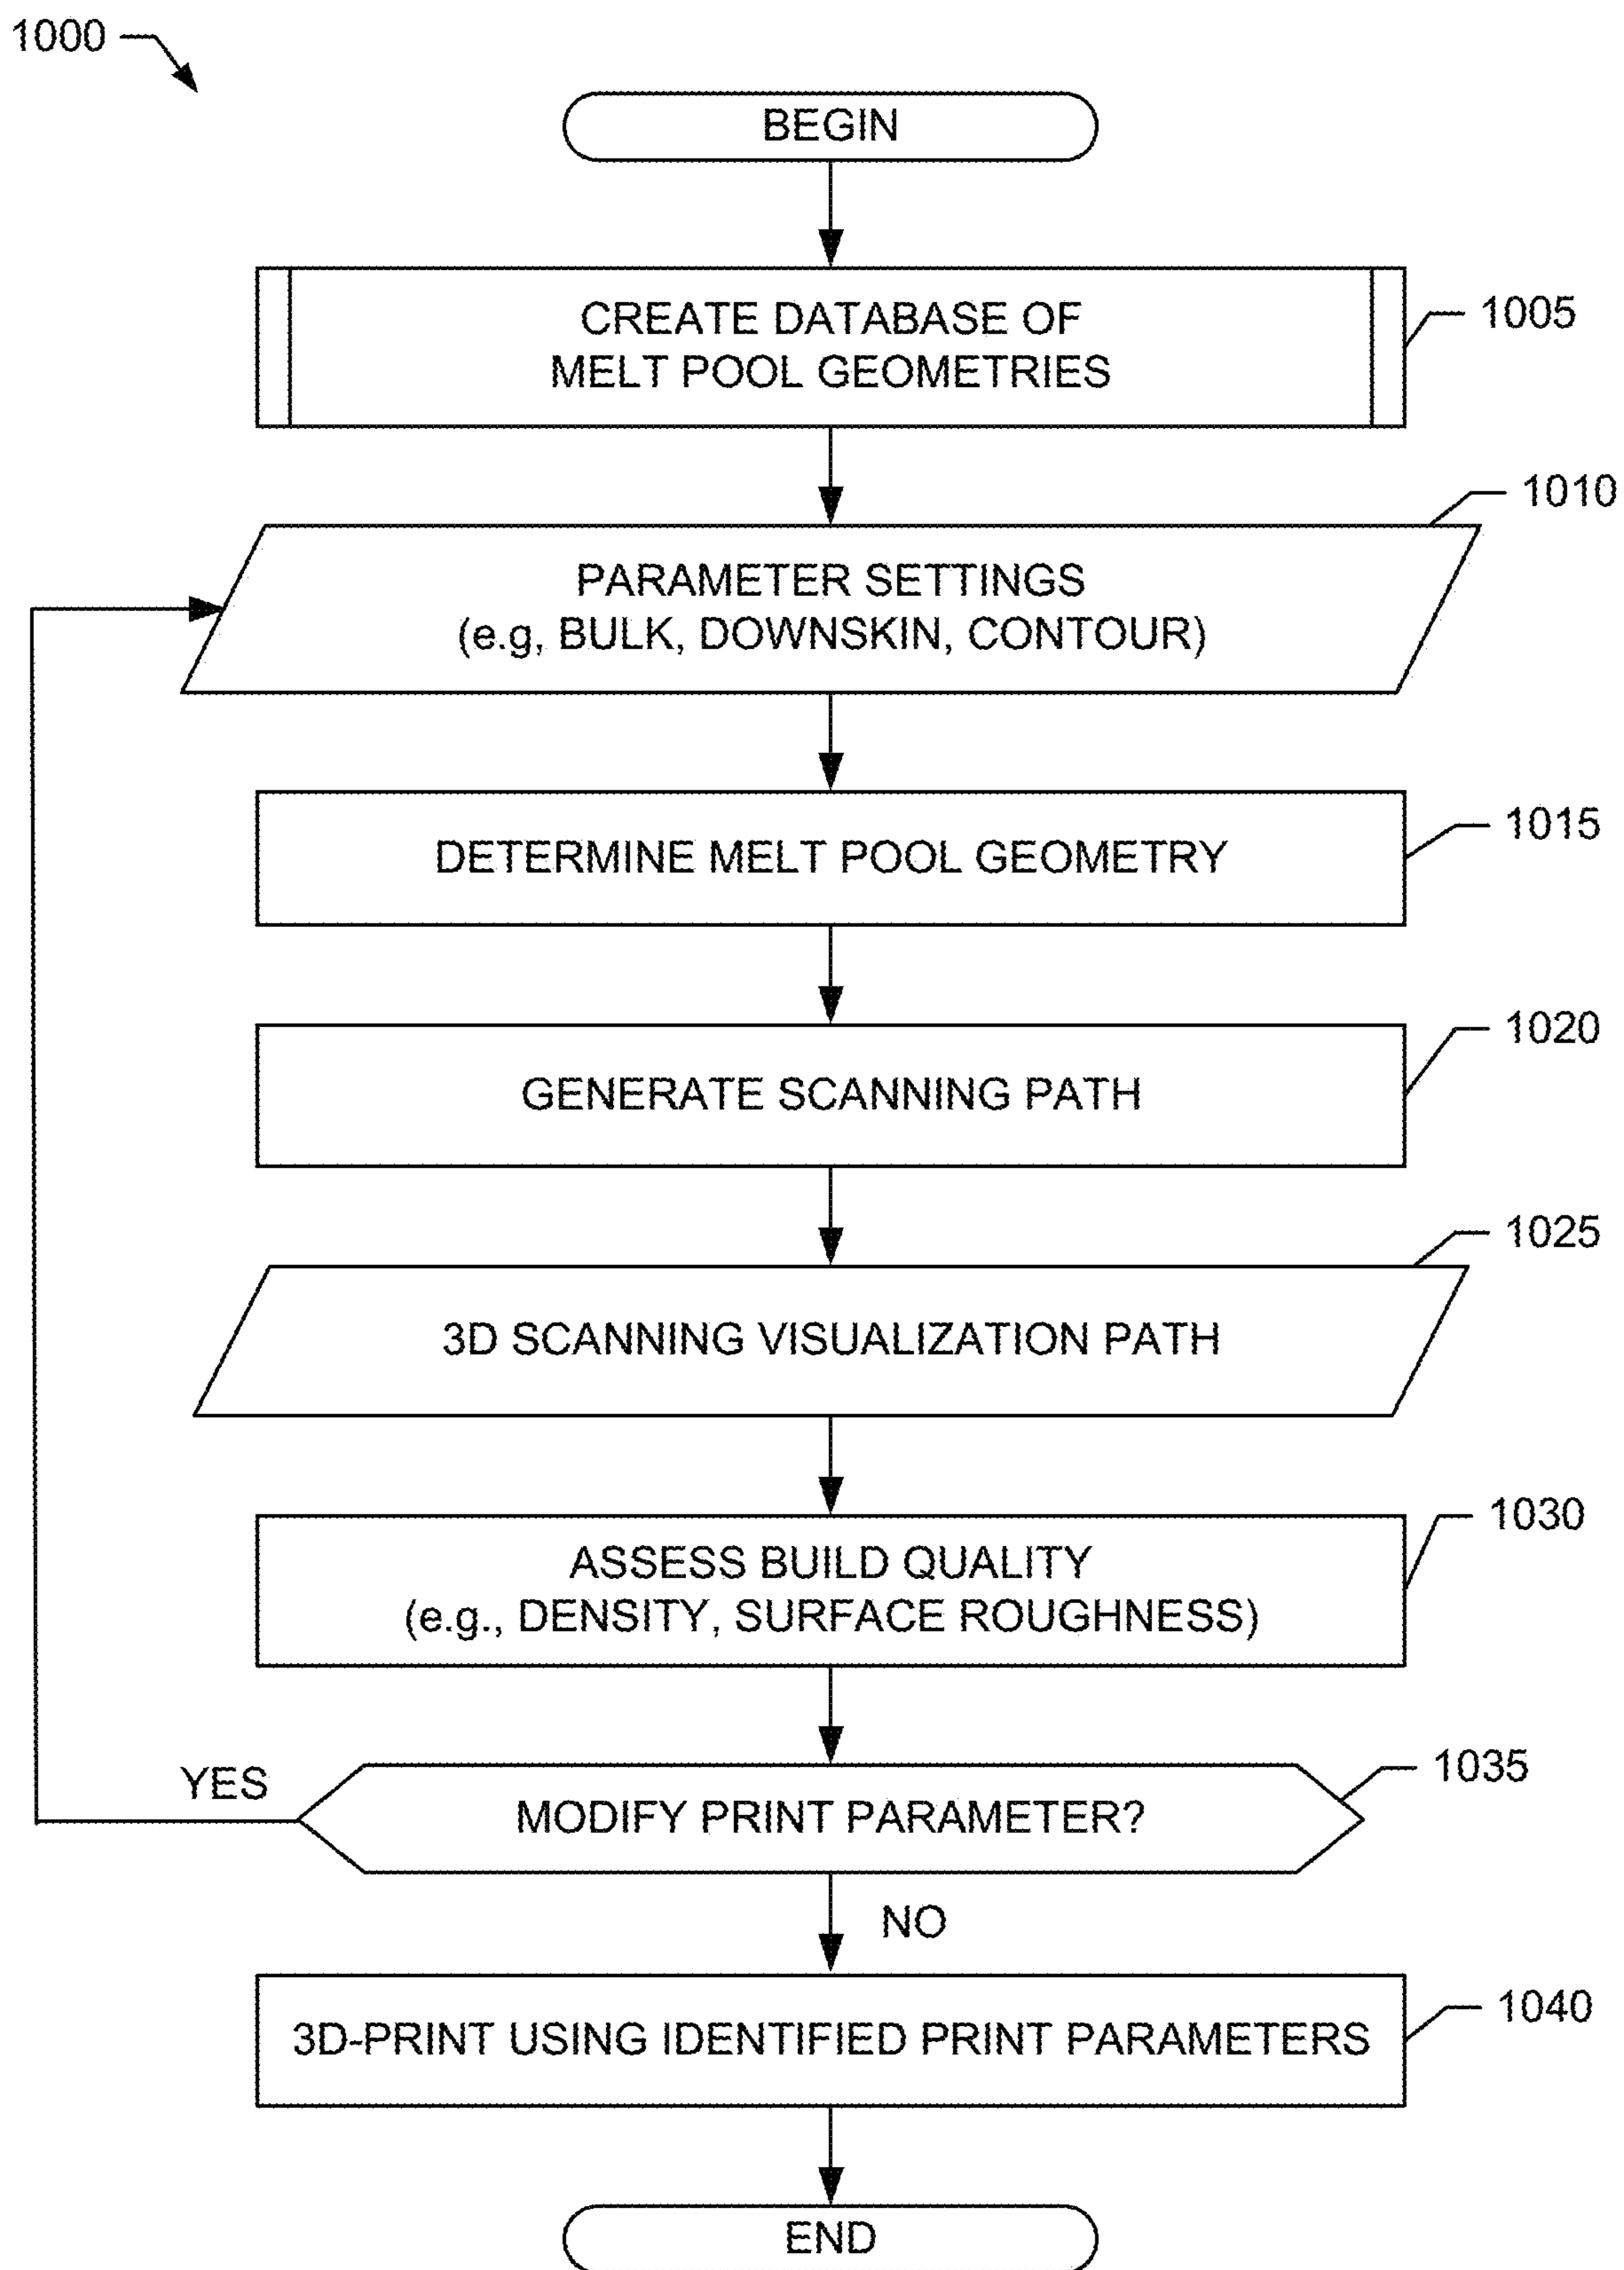 1000
BEGIN
CREATE DATABASE OF
MELT POOL GEOMETRIES
1005
1010
PARAMETER SETTINGS
(e.g, BULK, DOWNSKIN, CONTOUR)
DETERMINE MELT POOL GEOMETRY
1015
GENERATE SCANNING PATH
1020
1025
3D SCANNING VISUALIZATION PATH
1030
ASSESS BUILD QUALITY
(e.g., DENSITY, SURFACE ROUGHNESS)
YES
MODIFY PRINT PARAMETER?
1035
NO
3D-PRINT USING IDENTIFIED PRINT PARAMETERS
1040
END